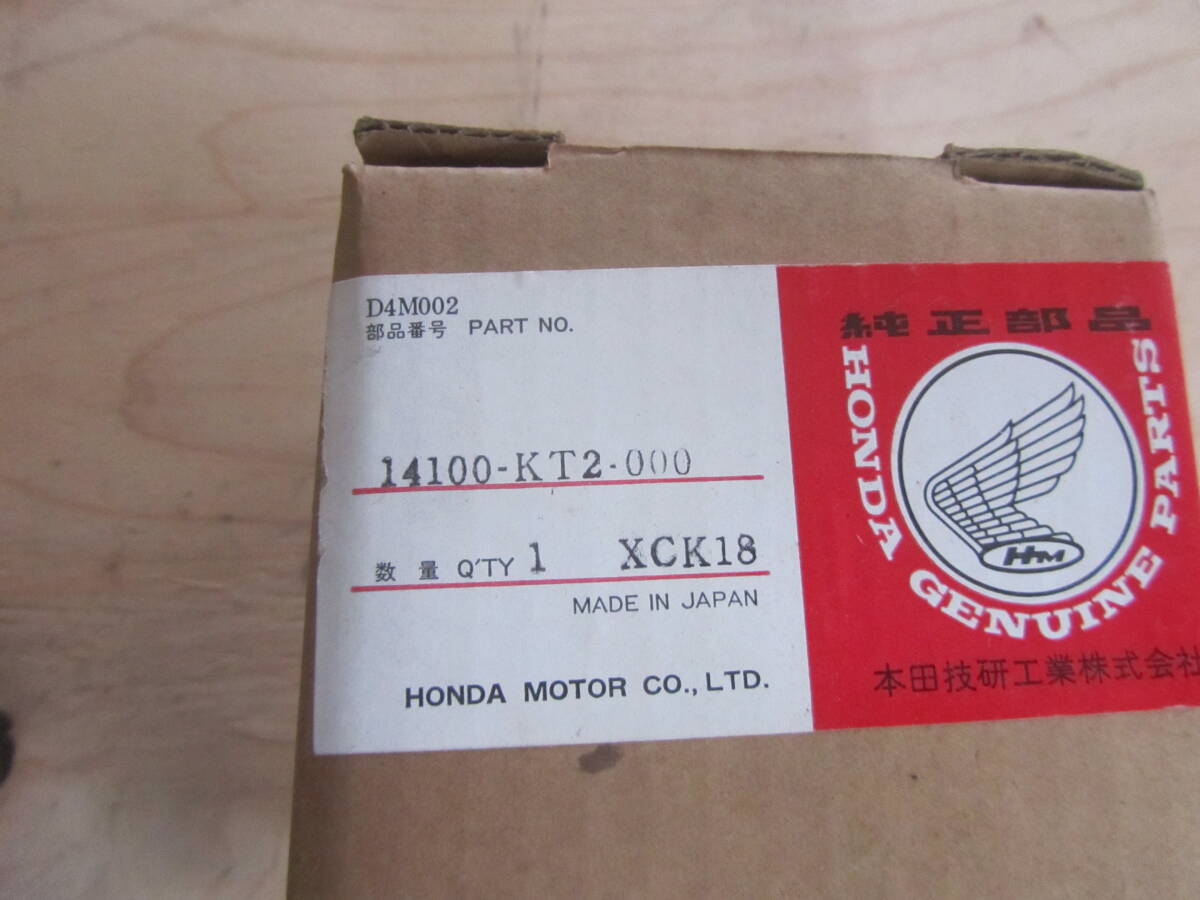 D4M002
部品番号 PART NO.
14100-KT2-000
数量 Q'TY 1 XCK18
MADE IN JAPAN
HONDA MOTOR CO., LTD.
純正部品
HONDA GENUINE PARTS
HM
本田技研工業株式会社